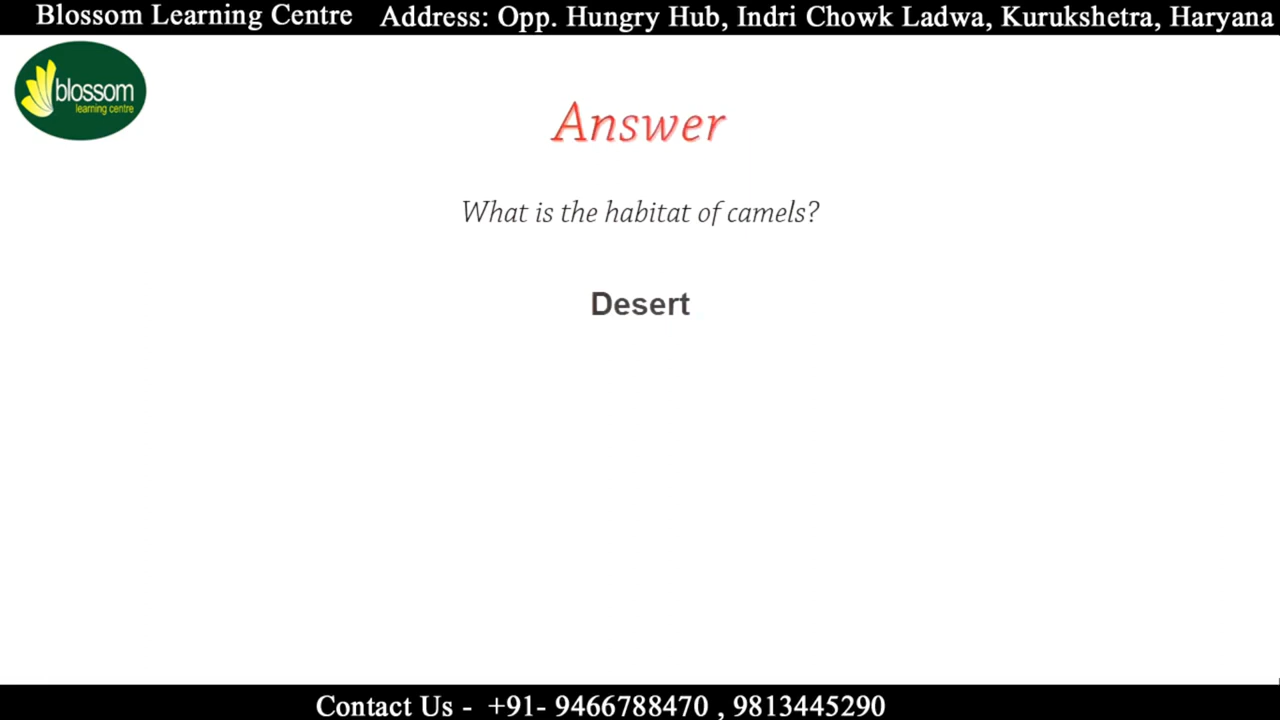 Blossom Learning Centre Address: Opp. Hungry Hub, Indri Chowk Ladwa, Kurukshetra, Haryana
blossom
learning centre
Answer
What is the habitat of camels?
Desert
Contact Us - +91- 9466788470 , 9813445290